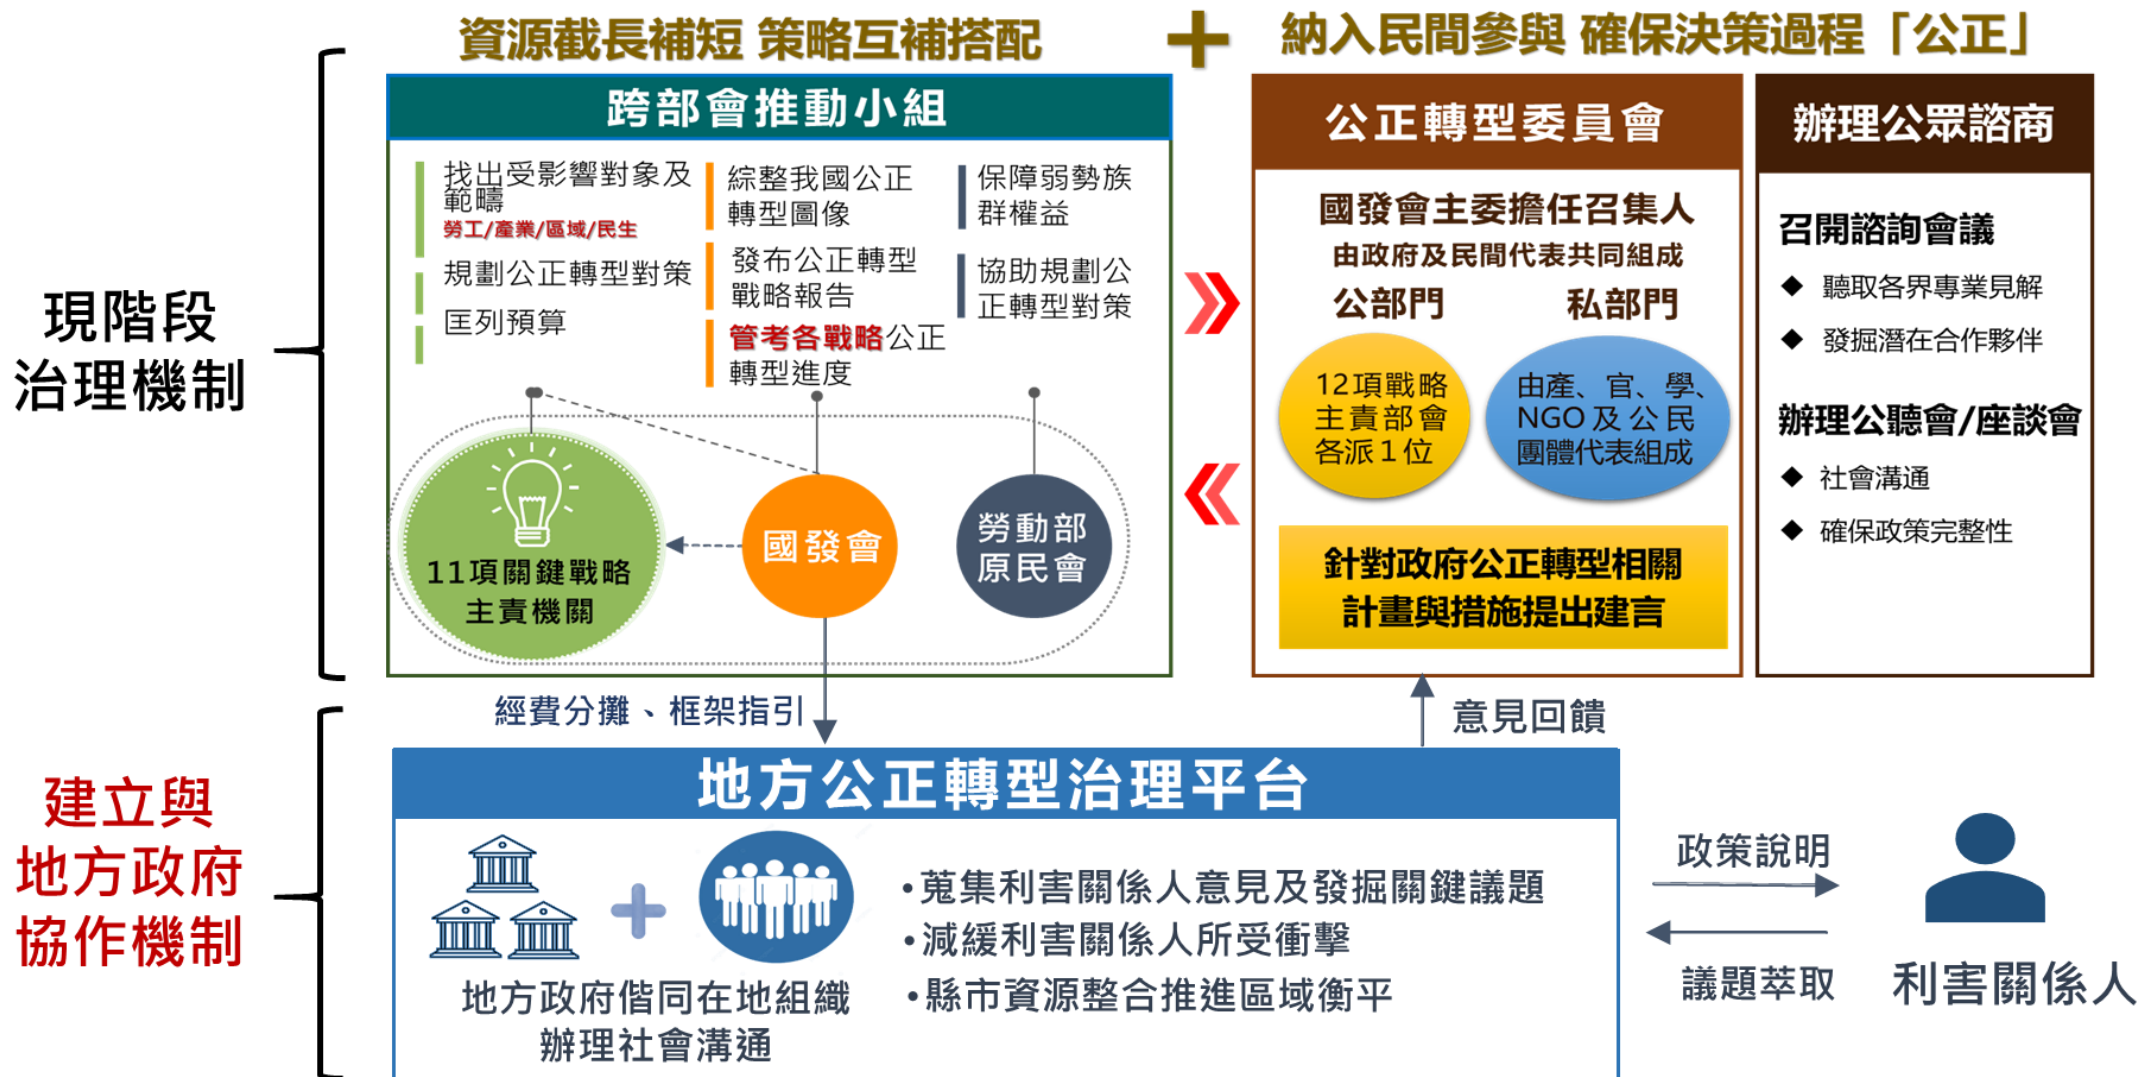 資源截長補短 策略互補搭配
納入民間參與 確保決策過程「公正」
現階段
治理機制
跨部會推動小組
找出受影響對象及
範疇
勞工/產業/區域/民生
規劃公正轉型對策
匡列預算
綜整我國公正
轉型圖像
發布公正轉型
戰略報告
管考各戰略公正
轉型進度
保障弱勢族
群權益
協助規劃公
正轉型對策
11項關鍵戰略
主責機關
國發會
勞動部
原民會
公正轉型委員會
國發會主委擔任召集人
由政府及民間代表共同組成
公部門
私部門
12項戰略
主責部會
各派1位
由產、官、學、
NGO及公民
團體代表組成
針對政府公正轉型相關
計畫與措施提出建言
辦理公眾諮商
召開諮詢會議
◆ 聽取各界專業見解
◆ 發掘潛在合作夥伴
辦理公聽會/座談會
◆ 社會溝通
◆ 確保政策完整性
經費分攤、框架指引
意見回饋
建立與
地方政府
協作機制
地方公正轉型治理平台
地方政府偕同在地組織
辦理社會溝通
•蒐集利害關係人意見及發掘關鍵議題
•減緩利害關係人所受衝擊
•縣市資源整合推進區域衡平
政策說明
議題萃取
利害關係人